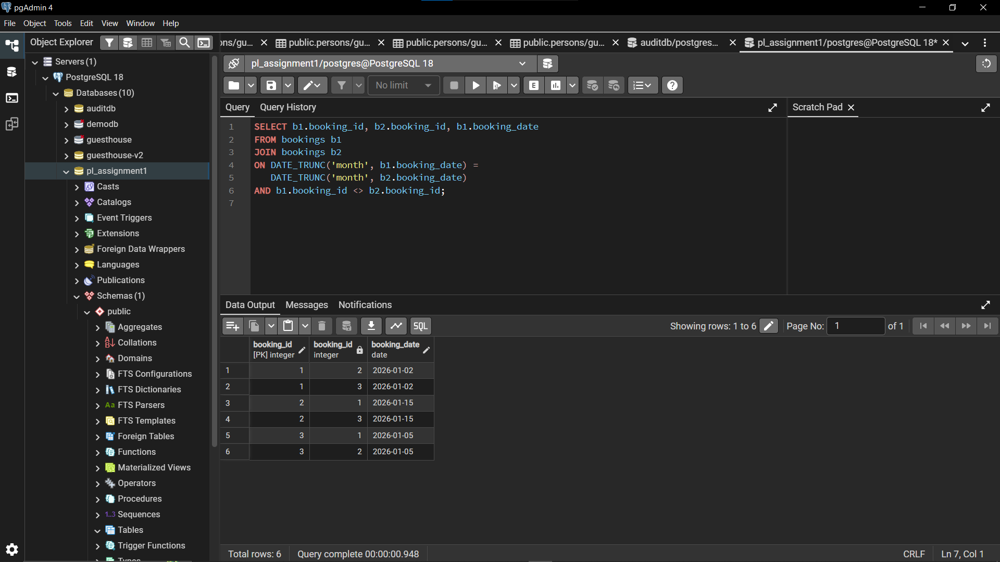 pgAdmin 4
File Object Tools Edit View Window Help
Object Explorer
ons/gu... public.persons/gu... public.persons/gu... public.persons/gu... auditdb/postgres... pl_assignment1/postgres@PostgreSQL 18*
Servers (1)
PostgreSQL 18
Databases (10)
auditdb
demodb
guesthouse
guesthouse-v2
pl_assignment1
Casts
Catalogs
Event Triggers
Extensions
Foreign Data Wrappers
Languages
Publications
Schemas (1)
public
Aggregates
Collations
Domains
FTS Configurations
FTS Dictionaries
Aa FTS Parsers
FTS Templates
Foreign Tables
Functions
Materialized Views
Operators
Procedures
1..3 Sequences
Tables
Trigger Functions
Types
pl_assignment1/postgres@PostgreSQL 18
No limit
E
Query Query History
Scratch Pad
1 SELECT b1.booking_id, b2.booking_id, b1.booking_date
2 FROM bookings b1
3 JOIN bookings b2
4 ON DATE_TRUNC('month', b1.booking_date) =
5 DATE_TRUNC('month', b2.booking_date)
6 AND b1.booking_id <> b2.booking_id;
7
Data Output Messages Notifications
SQL
Showing rows: 1 to 6 Page No: 1 of 1
booking_id [PK] integer booking_id integer booking_date date
1 1 2 2026-01-02
2 1 3 2026-01-02
3 2 1 2026-01-15
4 2 3 2026-01-15
5 3 1 2026-01-05
6 3 2 2026-01-05
Total rows: 6 Query complete 00:00:00.948 CRLF Ln 7, Col 1